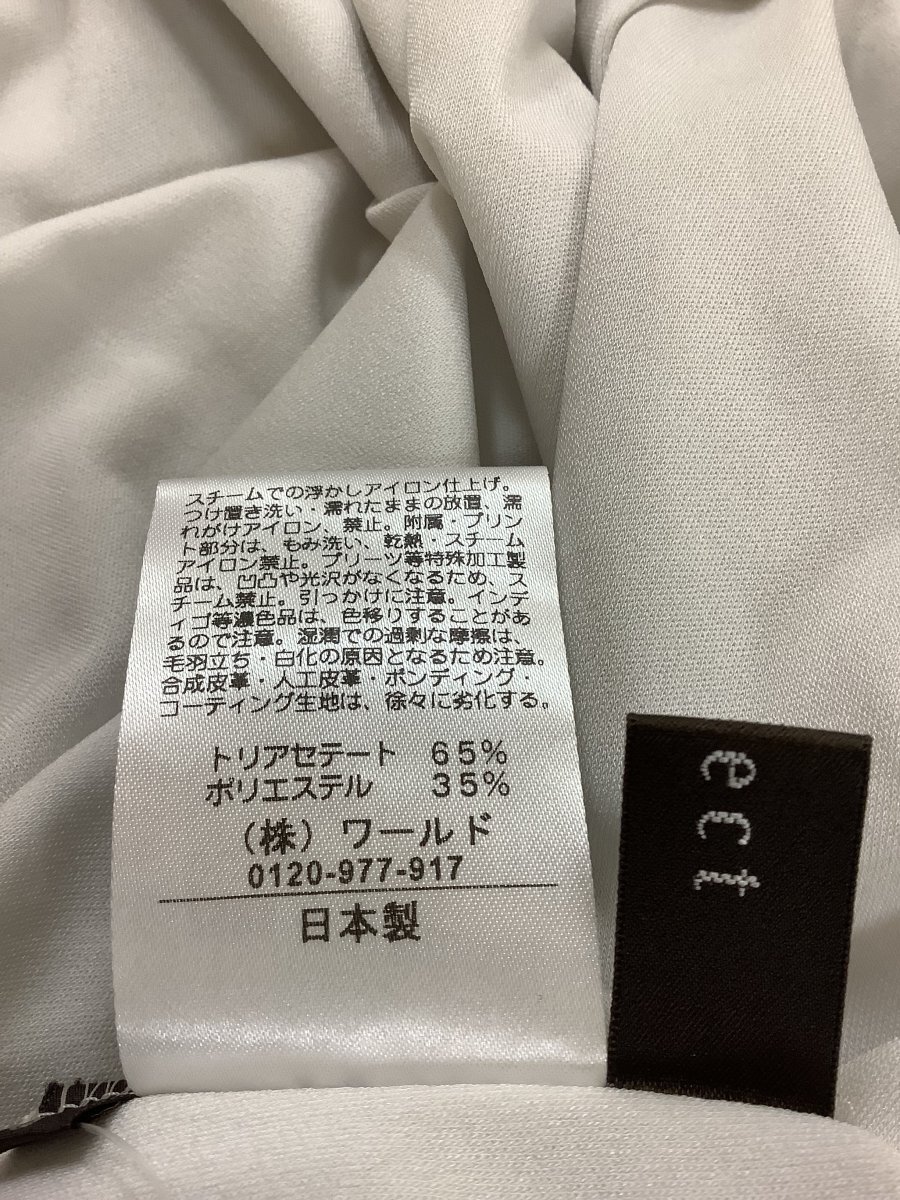 スチームでの浮かしアイロン仕上げ。
つけ置き洗い・濡れたままの放置、濡
れがけアイロン、禁止。附属・プリン
ト部分は、もみ洗い、乾熱・スチーム
アイロン禁止。プリーツ等特殊加工製
品は、凹凸や光沢がなくなるため、ス
チーム禁止。引っかけに注意。インデ
ィゴ等濃色品は、色移りすることがあ
るので注意。湿潤での過剰な摩擦は、
毛羽立ち・白化の原因となるため注意。
合成皮革・人工皮革・ボンディング・
コーティング生地は、徐々に劣化する。
トリアセテート 65%
ポリエステル 35%
(株)ワールド
0120-977-917
日本製
ect